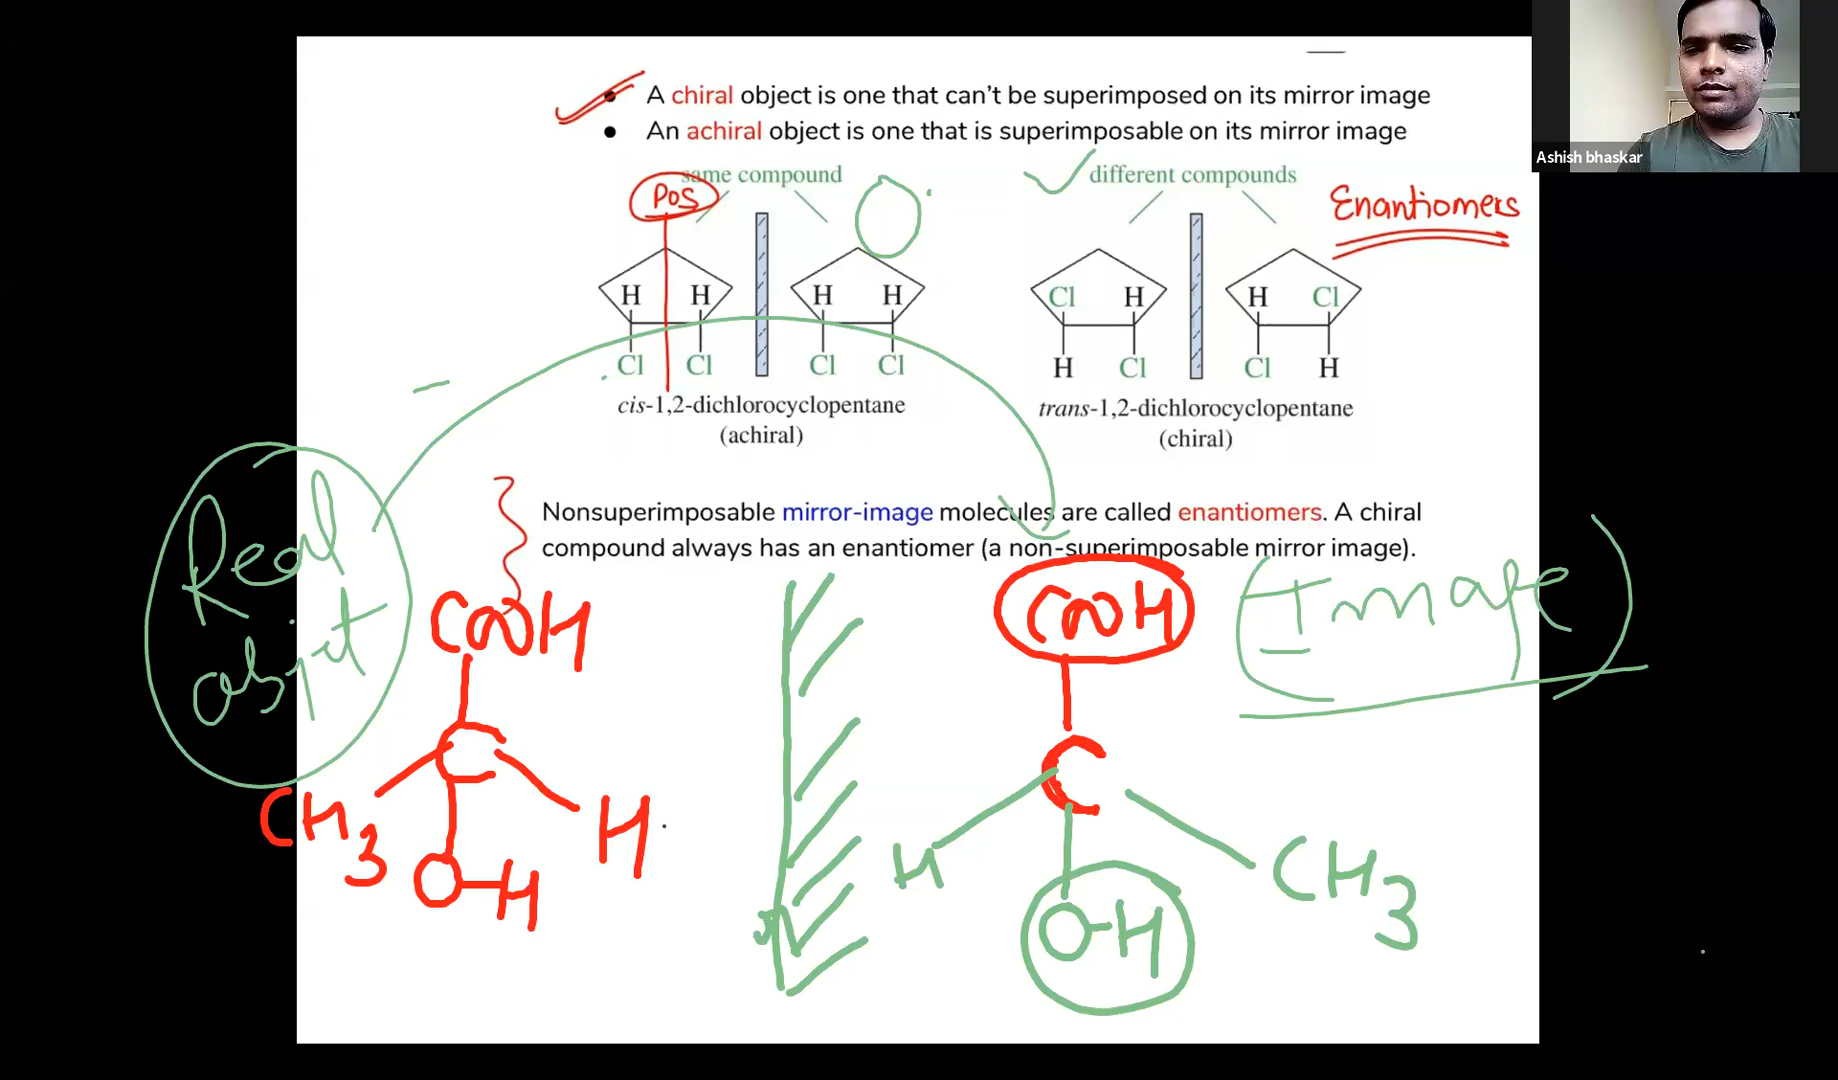 A chiral object is one that can't be superimposed on its mirror image
An achiral object is one that is superimposable on its mirror image
Ashish bhaskar
same compound
different compounds
POS
Enantiomers
H H H H
Cl Cl Cl Cl
Cl H H Cl
H Cl Cl H
cis-1,2-dichlorocyclopentane
(achiral)
trans-1,2-dichlorocyclopentane
(chiral)
Nonsuperimposable mirror-image molecules are called enantiomers. A chiral
compound always has an enantiomer (a non-superimposable mirror image).
Real
objt
COOH
C
CH3
H
O-H
COOH
Image
C
H
CH3
O-H